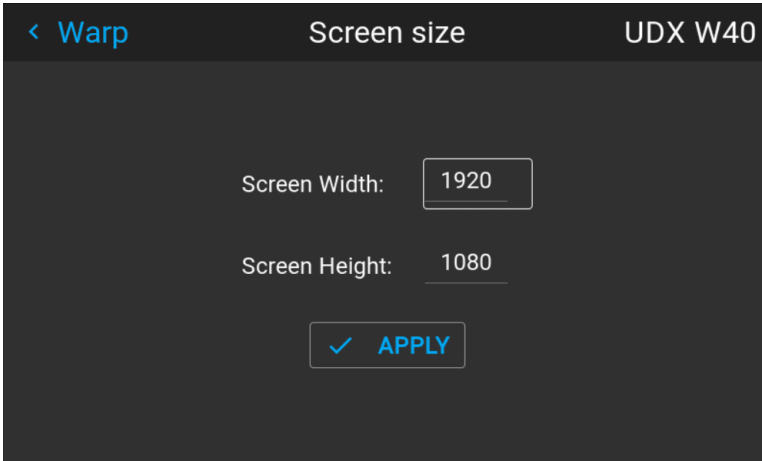 Warp Screen size UDX W40
Screen Width: 1920
Screen Height: 1080
APPLY